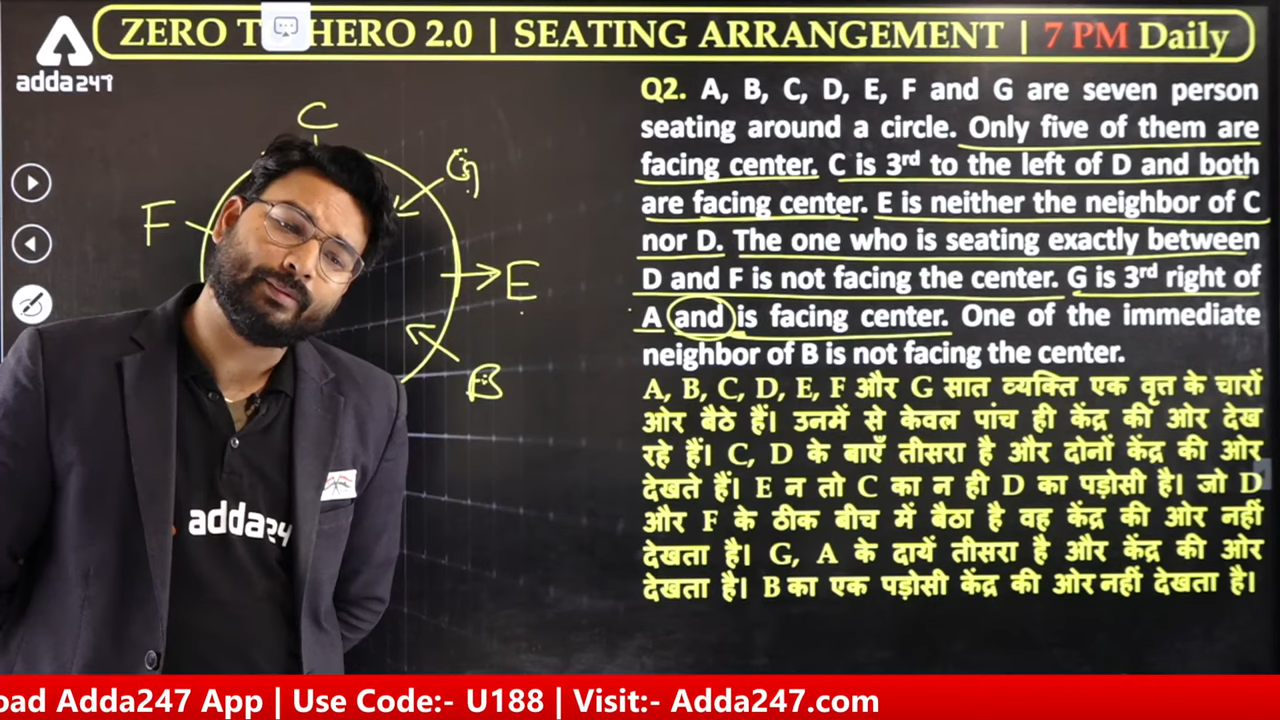 ZERO T HERO 2.0 | SEATING ARRANGEMENT | 7 PM Daily
adda247
Q2. A, B, C, D, E, F and G are seven person
seating around a circle. Only five of them are
facing center. C is 3rd to the left of D and both
are facing center. E is neither the neighbor of C
nor D. The one who is seating exactly between
D and F is not facing the center. G is 3rd right of
A and is facing center. One of the immediate
neighbor of B is not facing the center.
A, B, C, D, E, F और G सात व्यक्ति एक वृत्त के चारों
ओर बैठे हैं। उनमें से केवल पांच ही केंद्र की ओर देख
रहे हैं। C, D के बाएँ तीसरा है और दोनों केंद्र की ओर
देखते हैं। E न तो C का न ही D का पड़ोसी है। जो D
और F के ठीक बीच में बैठा है वह केंद्र की ओर नहीं
देखता है। G, A के दायें तीसरा है और केंद्र की ओर
देखता है। B का एक पड़ोसी केंद्र की ओर नहीं देखता है।
C
G
F
E
B
adda24
oad Adda247 App | Use Code:- U188 | Visit:- Adda247.com